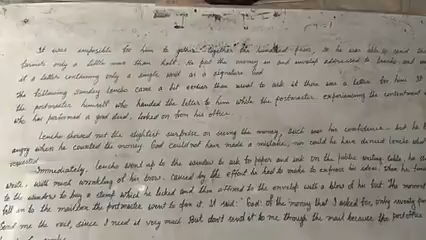 It was impossible for him to gather together the hundred pesos, so he was able to send the
farmer only a little more than half. He put the money in and envelop addressed to Lencho and
it a letter containing only a single word as a signature God
The following Sunday Lencho came a bit earlier than usual to ask if there was a letter for him. It
the postmaster himself who handed the letter to him while the postmaster experiencing the contentment
who has performed a good deed, looked on from his office.
Lencho showed not the slightest surprise on seeing the money, such was his confidence but he
angry when he counted the money God could not have made a mistake, nor could he have denied Lencho what
requested
Immediately, Lencho went up to the window to ask to paper and ink on the public writing table, he
write, with much wrinkling of his brow, caused by the effort he had to make to express his ideas. When he
to the window to buy a stamp which he licked and then affixed to the envelop with a blow of his fist. The moment
fell in to the mailbox the postmaster went to open it. It said: God: of the money that I asked for, only seventy
Send me the rest, since I need it very much But don't send it to me through the mail because the post office